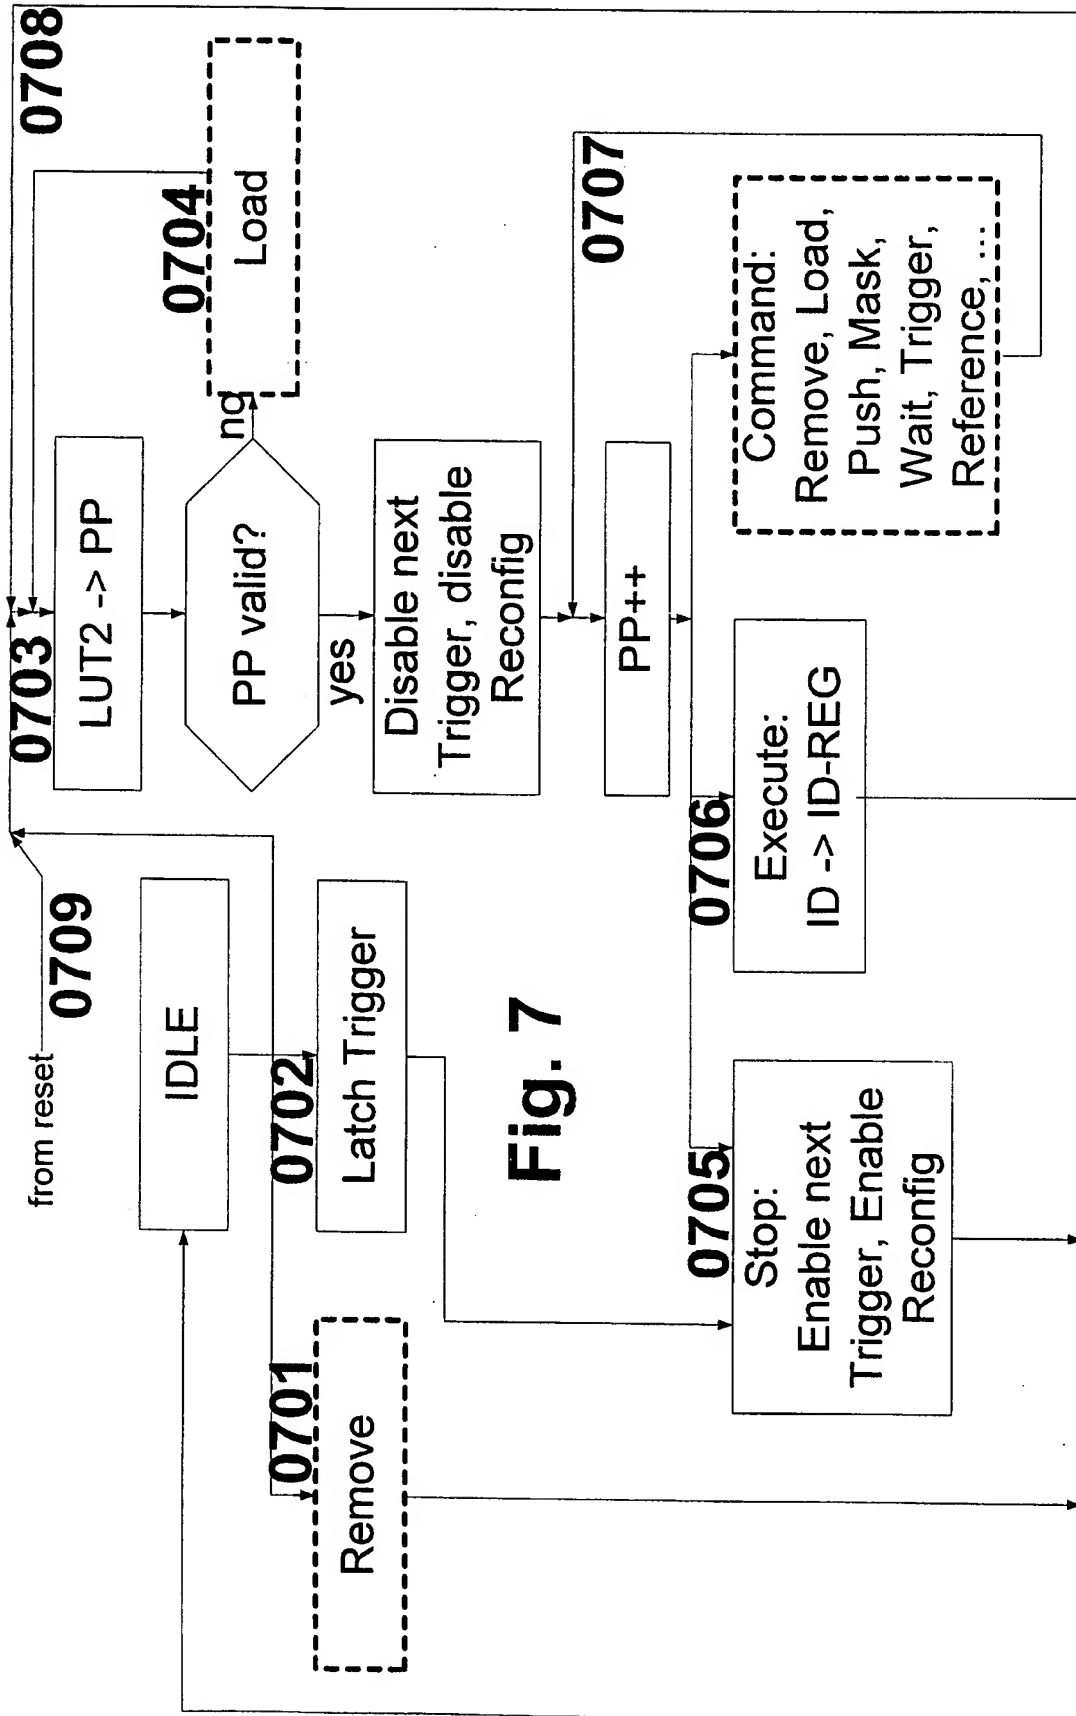 from reset
0709
IDLE
0702
Latch Trigger
0701
Remove
0703
0708
LUT2 -> PP
0704
Load
PP valid?
no
yes
Disable next
Trigger, disable
Reconfig
0707
PP++
0705
Stop:
Enable next
Trigger, Enable
Reconfig
0706
Execute:
ID -> ID-REG
Command:
Remove, Load,
Push, Mask,
Wait, Trigger,
Reference, ...
Fig. 7